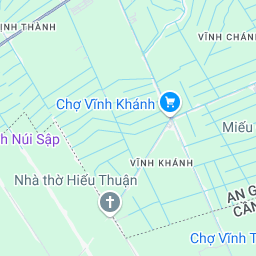 ỊNH THÀNH
VĨNH CHÁNH
Chợ Vĩnh Khánh
Miếu
h Núi Sập
VĨNH KHÁNH
Nhà thờ Hiếu Thuận
AN G
CẦN
Chợ Vĩnh T